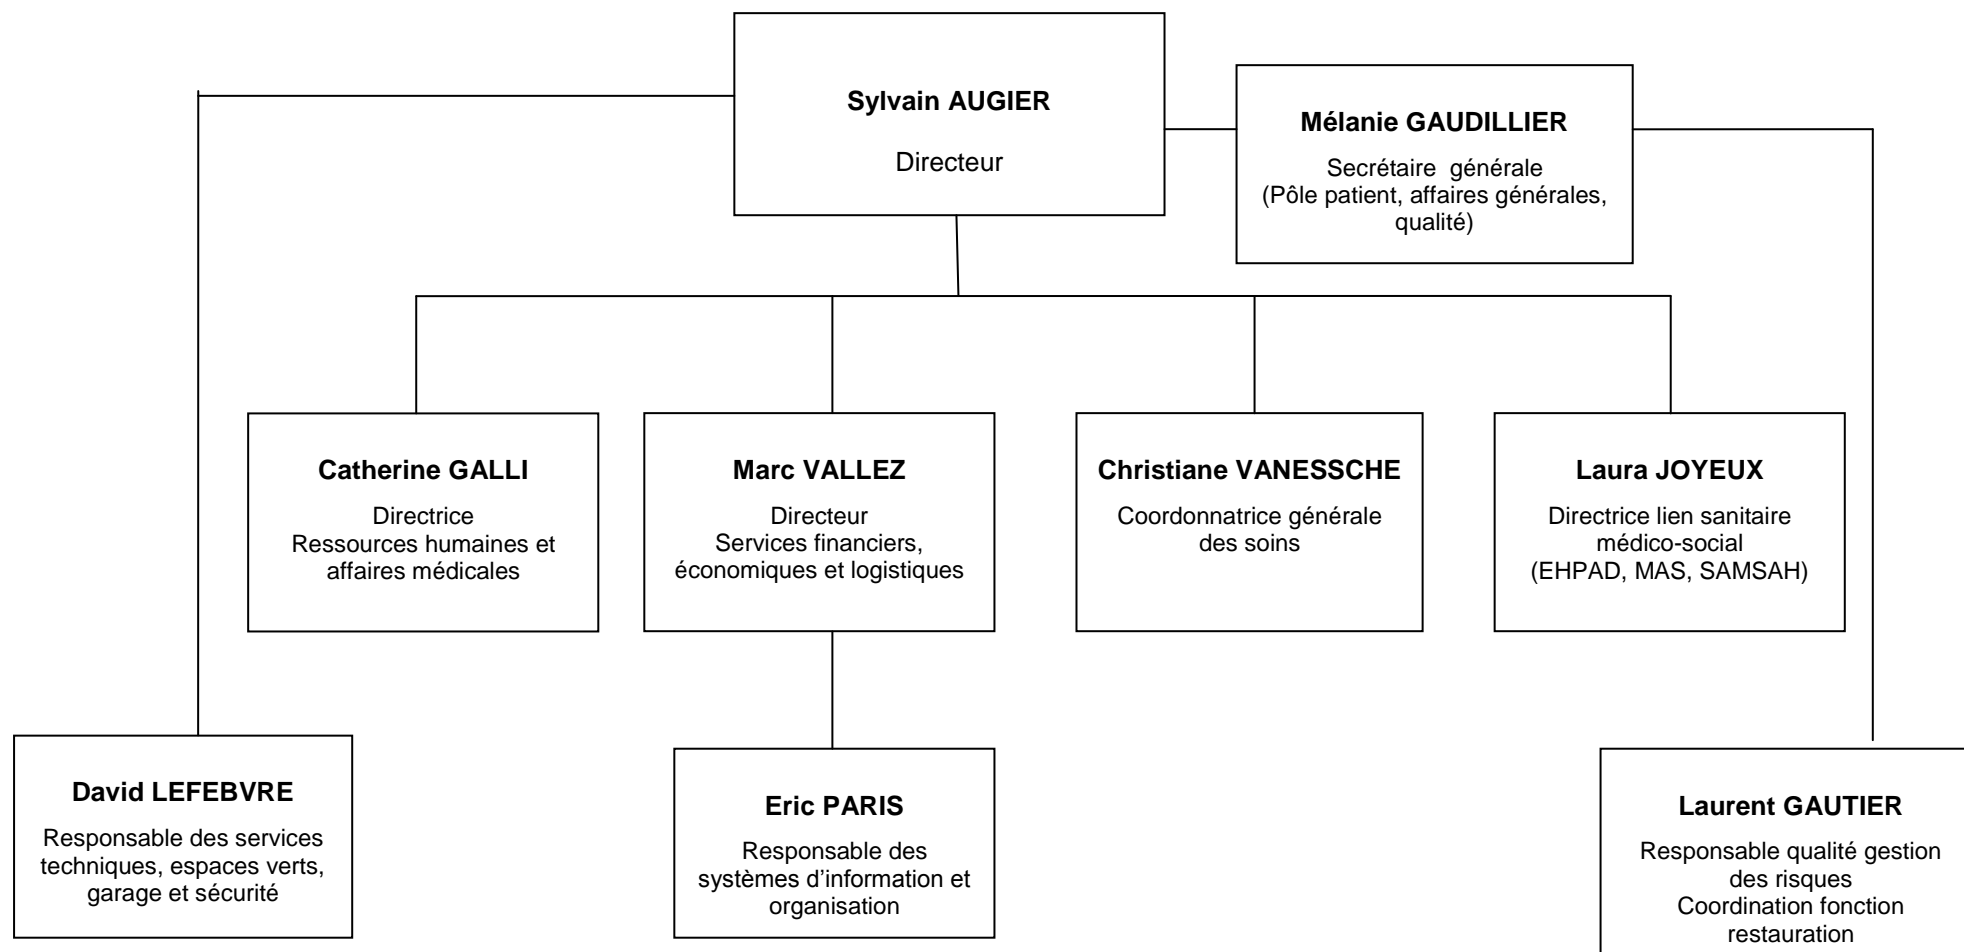 Sylvain AUGIER
Directeur
Mélanie GAUDILLIER
Secrétaire générale
(Pôle patient, affaires générales,
qualité)
Catherine GALLI
Directrice
Ressources humaines et
affaires médicales
Marc VALLEZ
Directeur
Services financiers,
économiques et logistiques
Christiane VANESSCHE
Coordonnatrice générale
des soins
Laura JOYEUX
Directrice lien sanitaire
médico-social
(EHPAD, MAS, SAMSAH)
David LEFEBVRE
Responsable des services
techniques, espaces verts,
garage et sécurité
Eric PARIS
Responsable des
systèmes d’information et
organisation
Laurent GAUTIER
Responsable qualité gestion
des risques
Coordination fonction
restauration